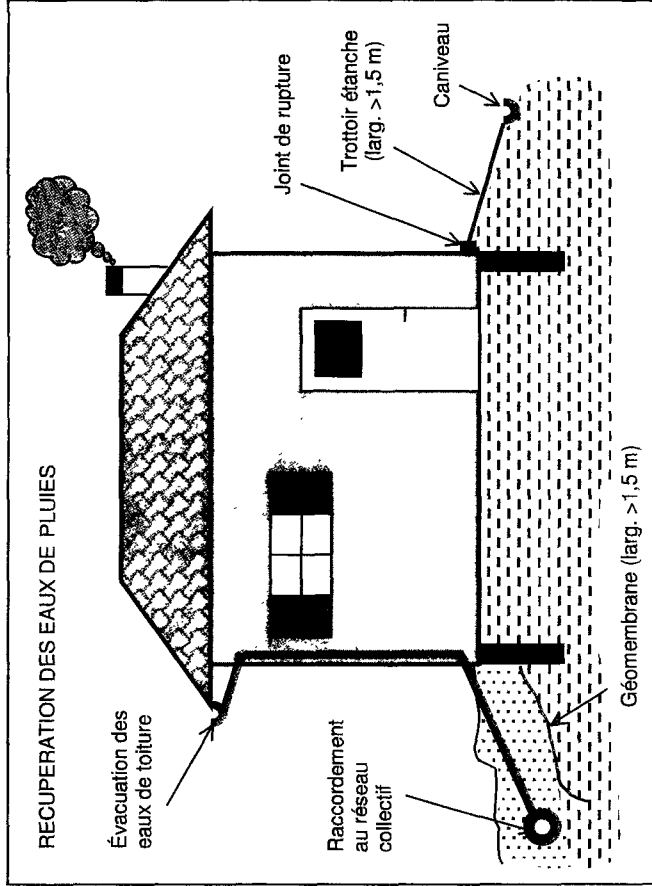 RECUPERATION DES EAUX DE PLUIES
Évacuation des
eaux de toiture
Raccordement
au réseau
collectif
Géomembrane (larg. >1,5 m)
Joint de rupture
Trottoir étanche
(larg. >1,5 m)
Caniveau